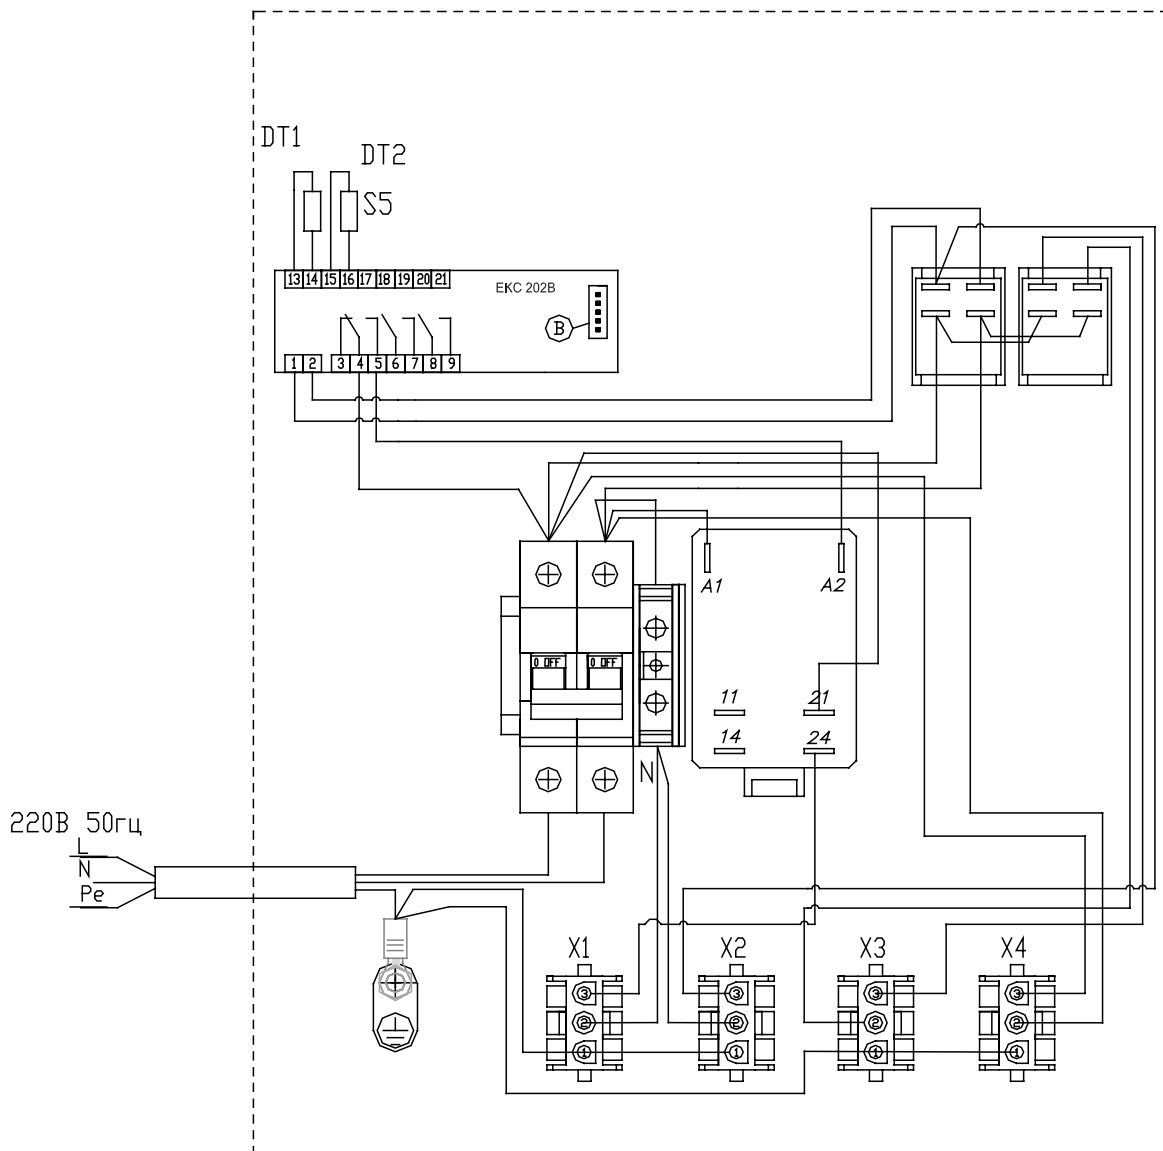 DT1
DT2
S5
13 14 15 16 17 18 19 20 21
EKC 202B
B
1 2 3 4 5 6 7 8 9
A1 A2
0 OFF 0 OFF
11 21
14 24
N
220В 50гц
L
N
Pe
X1 X2 X3 X4
3 3 3 3
2 2 2 2
1 1 1 1